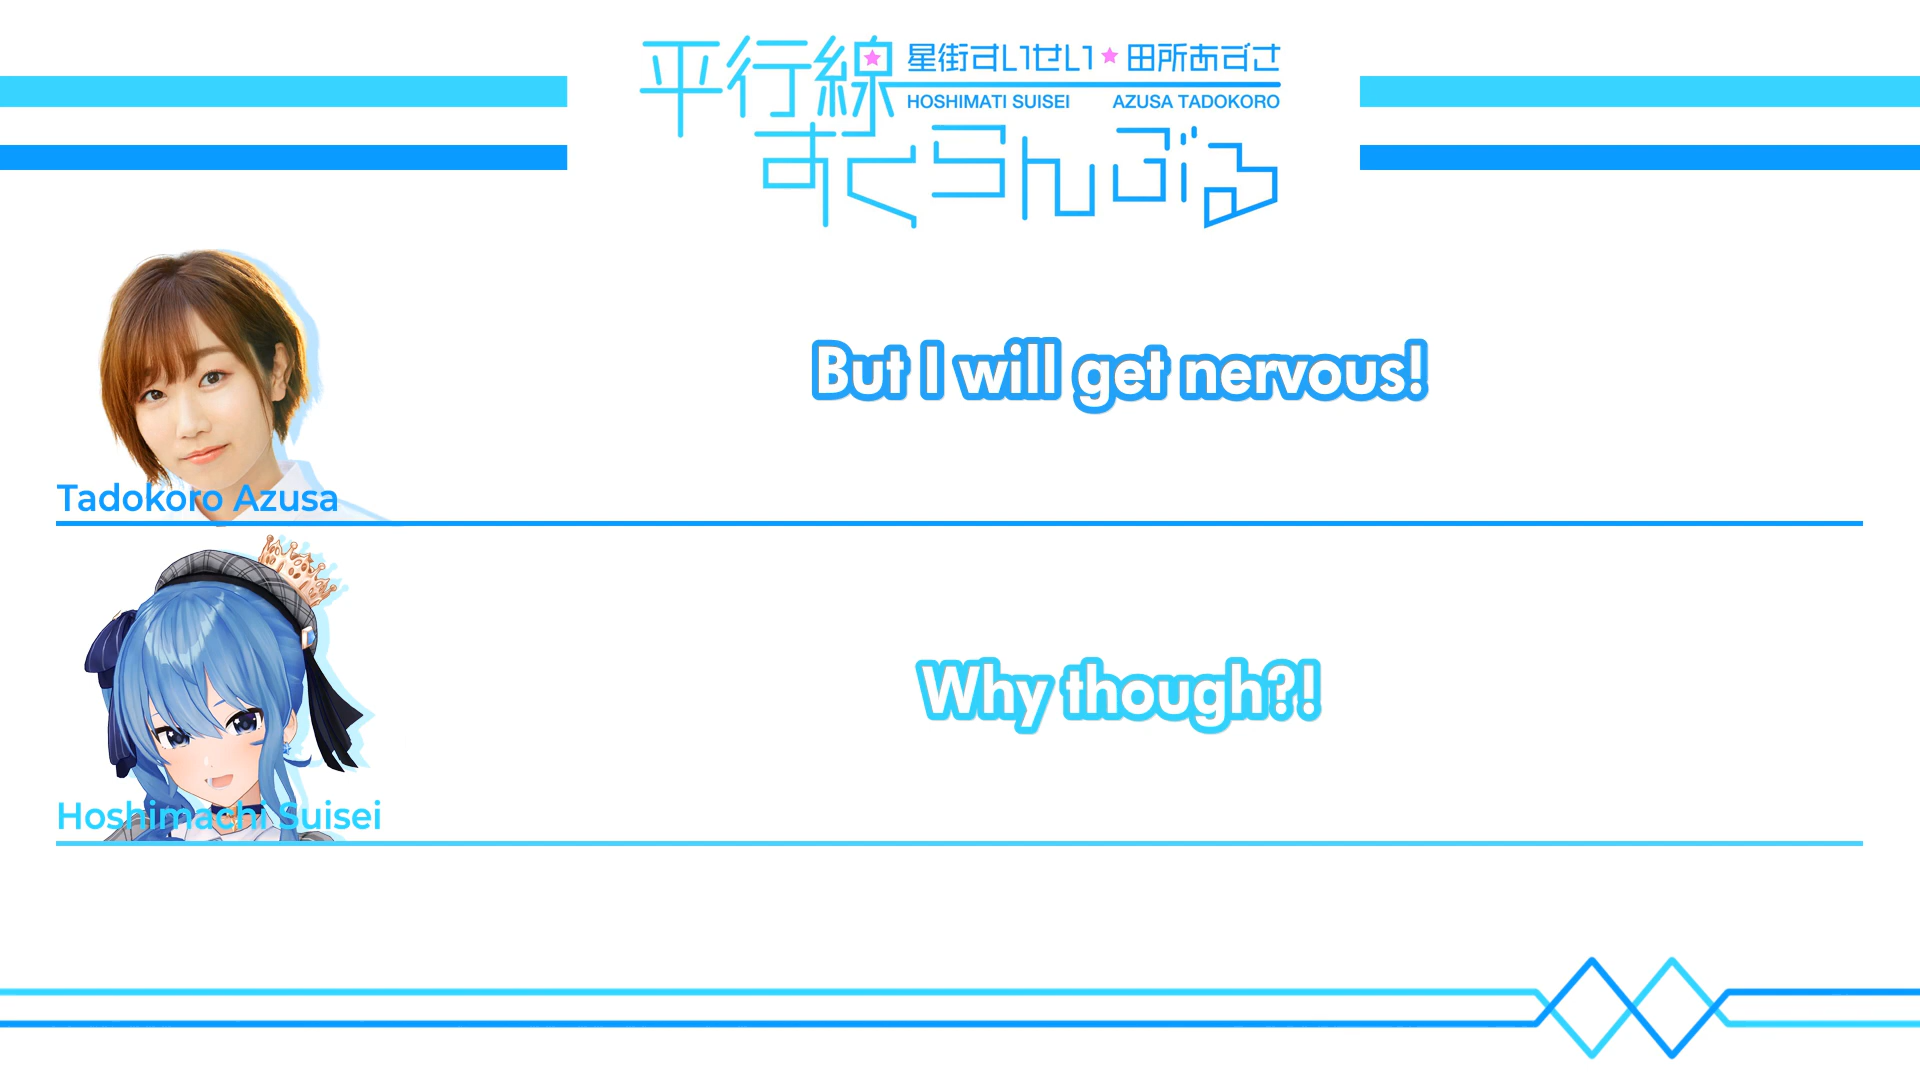 平行線
星街すいせい★田所あずさ
HOSHIMATI SUISEI AZUSA TADOKORO
すくらんぶる
But I will get nervous!
Tadokoro Azusa
Why though?!
Hoshimachi Suisei